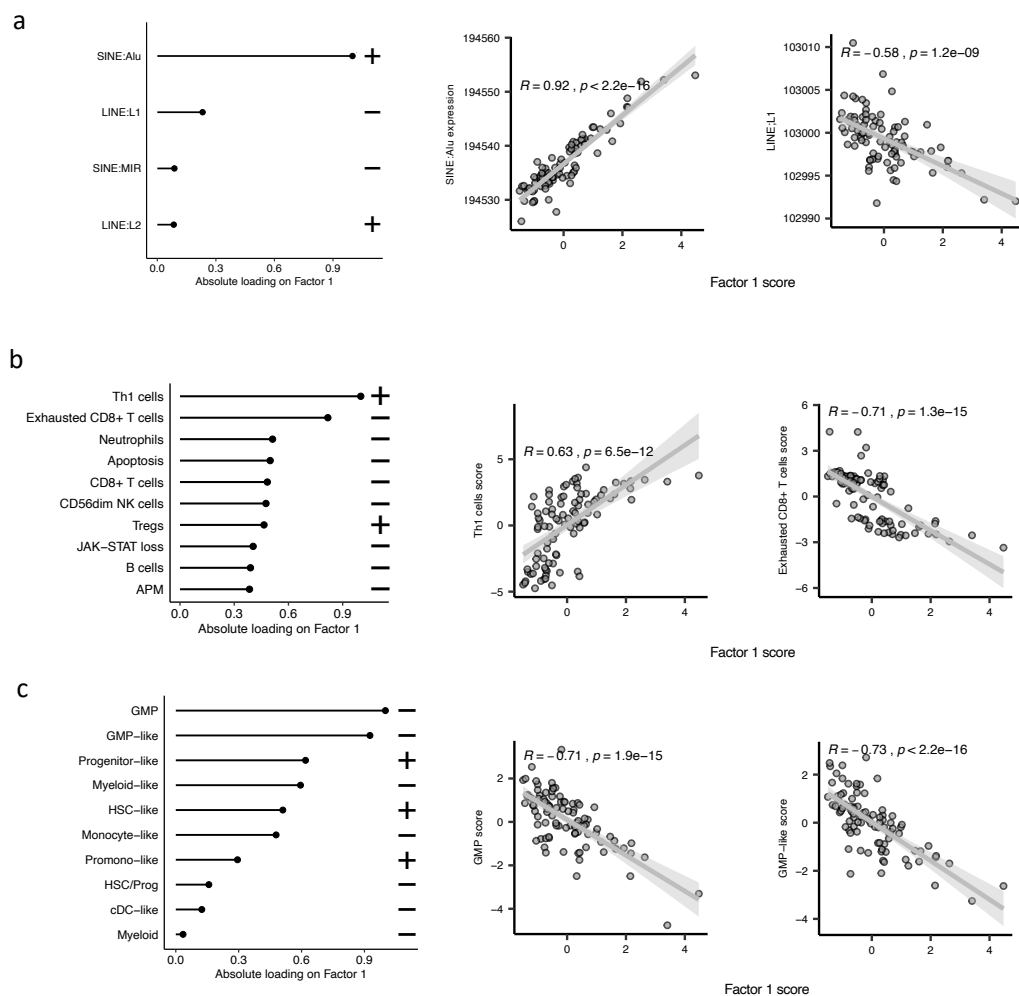 a
SINE:Alu
LINE:L1
SINE:MIR
LINE:L2
+
−
−
+
0.0 0.3 0.6 0.9
Absolute loading on Factor 1
SINE:Alu expression
194560
194550
194540
194530
R = 0.92 , p < 2.2e−16
0 2 4
LINE:L1
103010
103005
103000
102995
102990
R = −0.58 , p = 1.2e−09
0 2 4
Factor 1 score
b
Th1 cells +
Exhausted CD8+ T cells −
Neutrophils −
Apoptosis −
CD8+ T cells −
CD56dim NK cells −
Tregs +
JAK−STAT loss −
B cells −
APM −
0.0 0.3 0.6 0.9
Absolute loading on Factor 1
Th1 cells score
5
0
−5
R = 0.63 , p = 6.5e−12
0 2 4
Exhausted CD8+ T cells score
6
3
0
−3
−6
R = −0.71 , p = 1.3e−15
0 2 4
Factor 1 score
c
GMP −
GMP−like −
Progenitor−like +
Myeloid−like −
HSC−like +
Monocyte−like −
Promono−like +
HSC/Prog −
cDC−like −
Myeloid −
0.0 0.3 0.6 0.9
Absolute loading on Factor 1
GMP score
2
0
−2
−4
R = −0.71 , p = 1.9e−15
0 2 4
GMP−like score
2
0
−2
−4
R = −0.73 , p < 2.2e−16
0 2 4
Factor 1 score